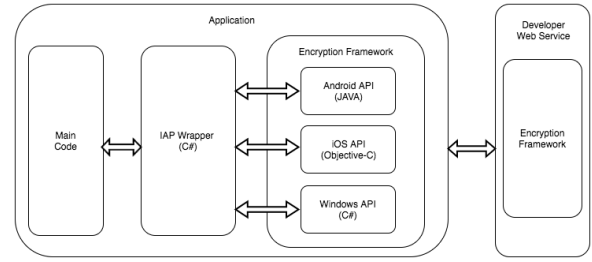 Application
Main
Code
IAP Wrapper
(C#)
Encryption Framework
Android API
(JAVA)
iOS API
(Objective-C)
Windows API
(C#)
Developer
Web Service
Encryption
Framework